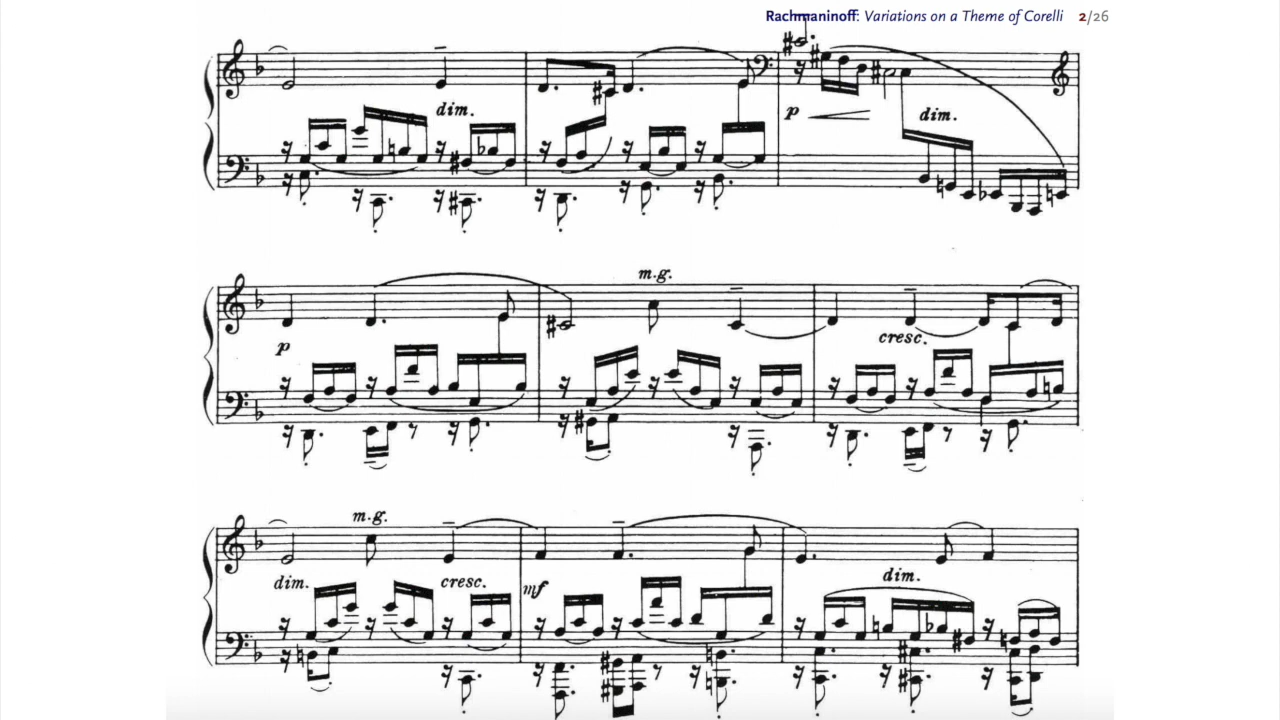 Rachmaninoff: Variations on a Theme of Corelli 2/26
dim.
p dim.
m.g.
p
cresc.
m.g.
dim. cresc. mf
dim.